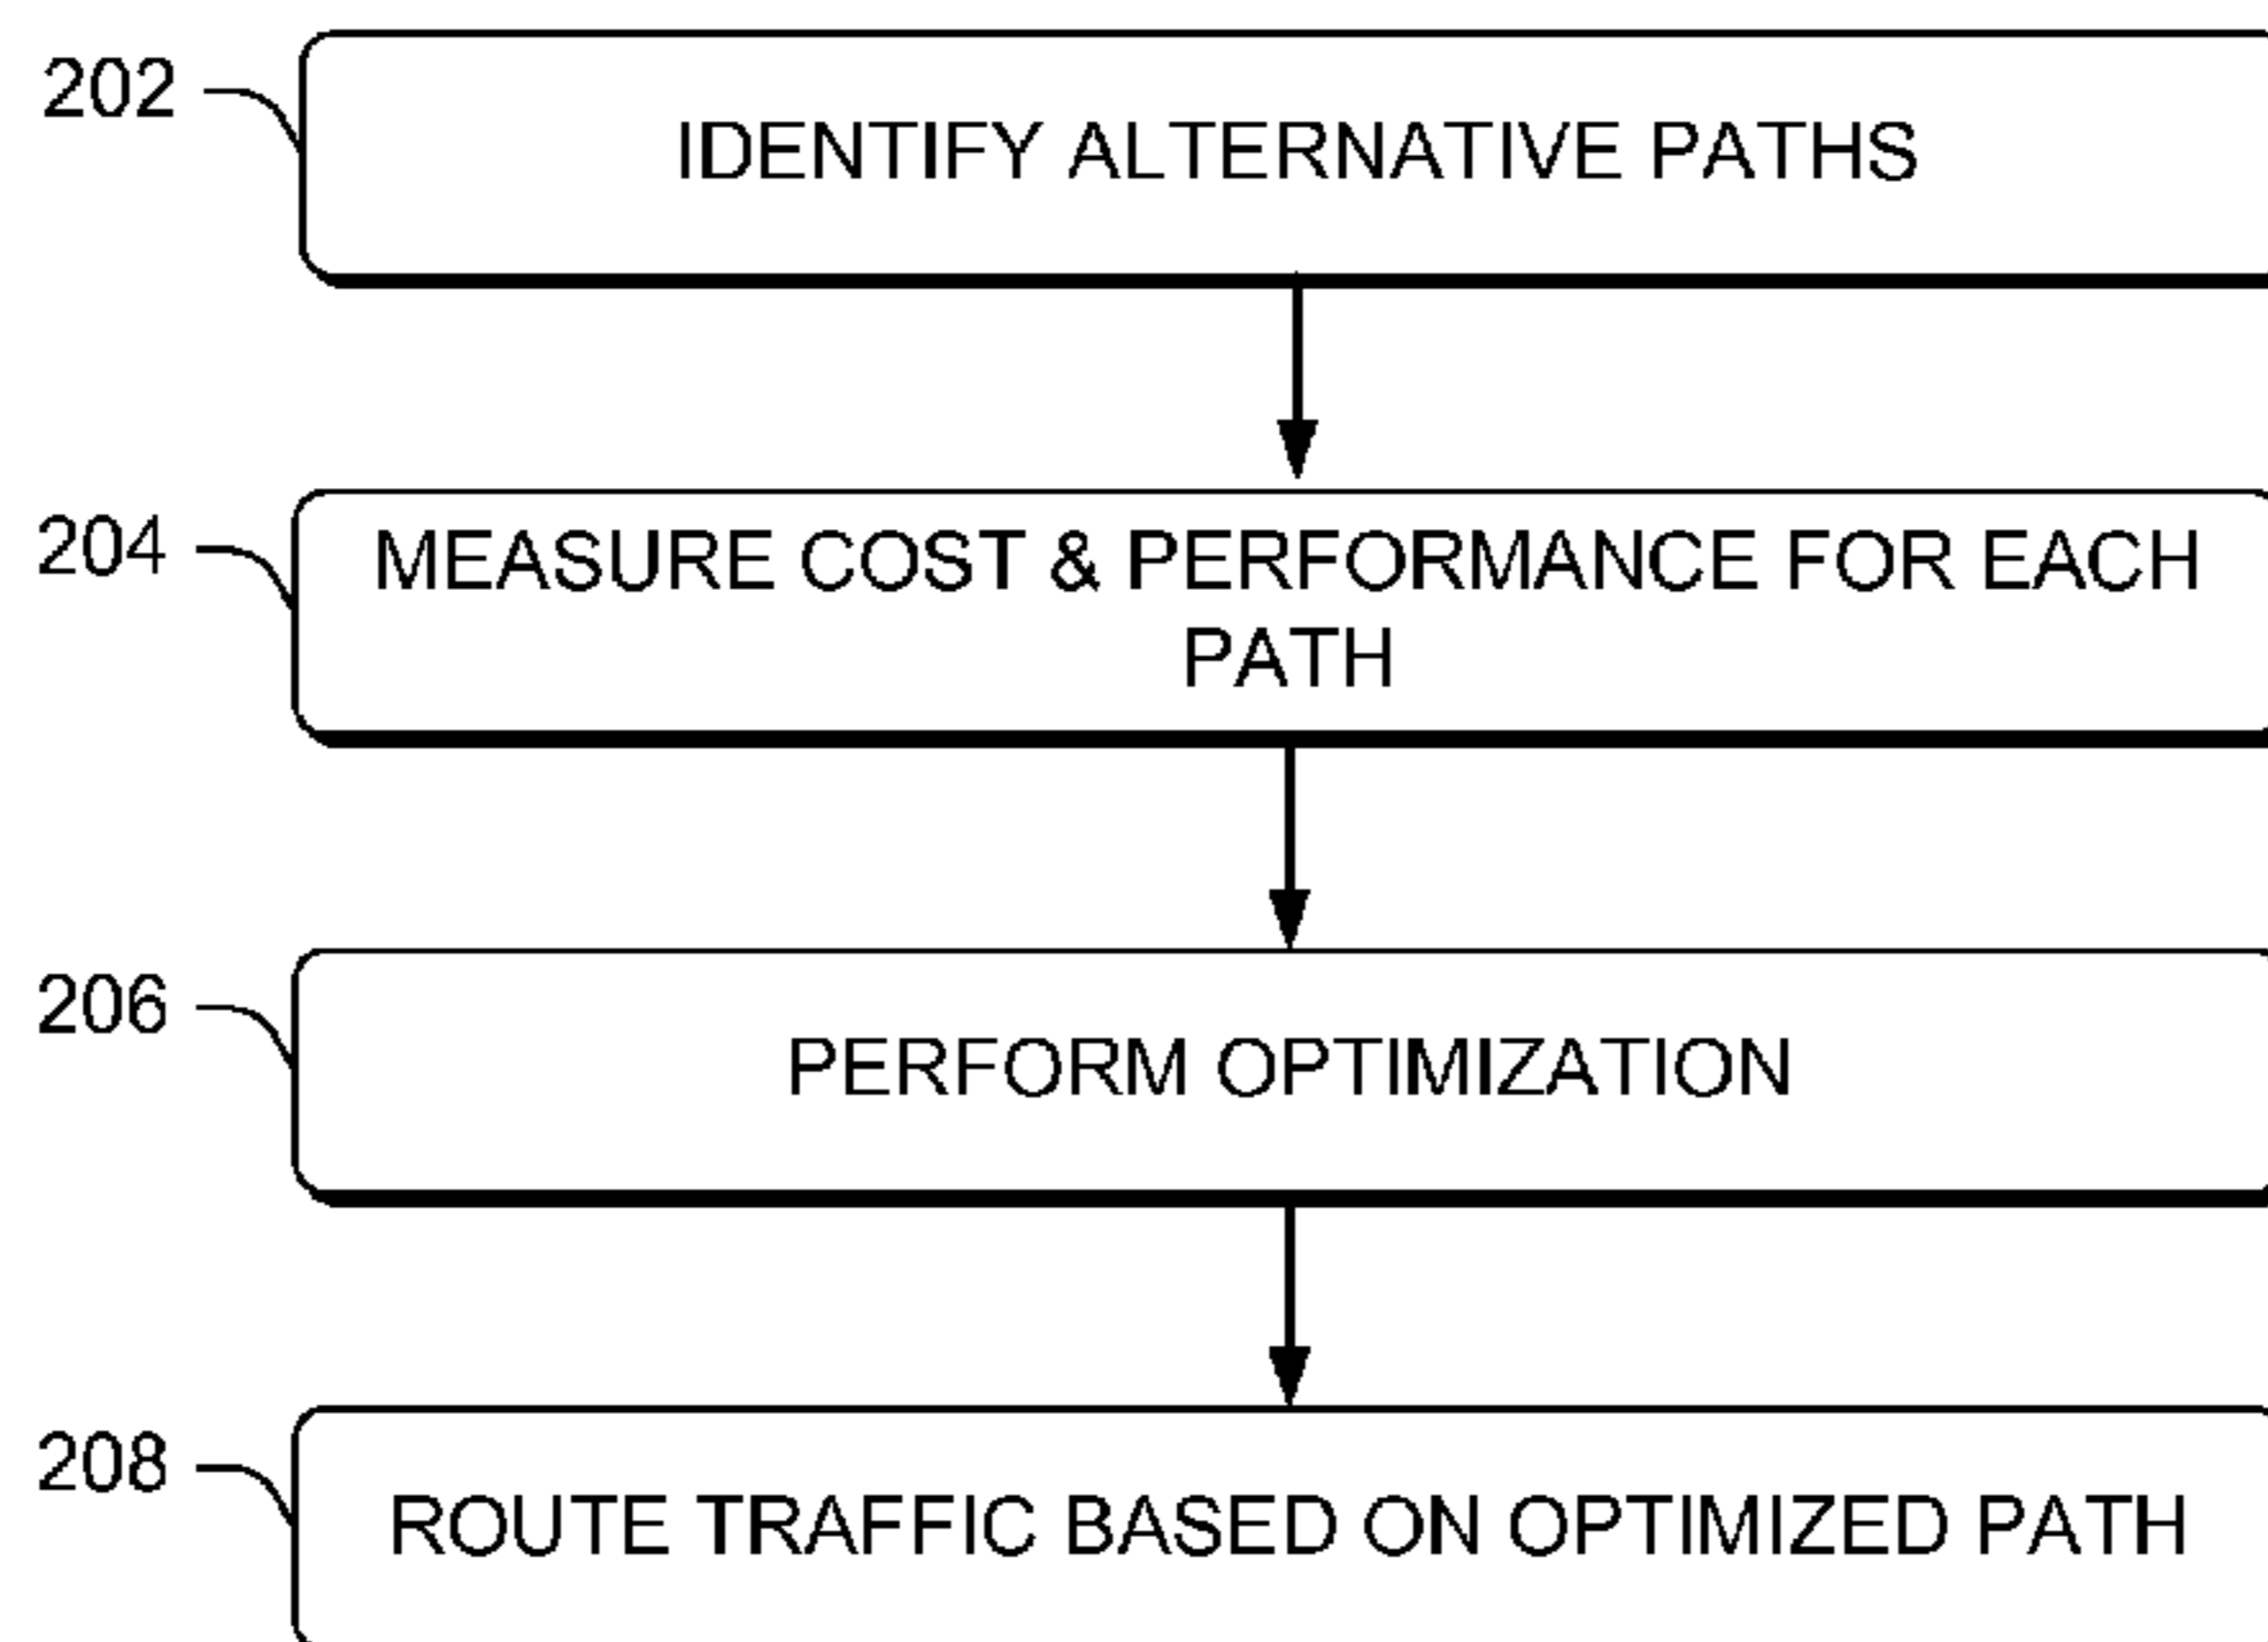 202
IDENTIFY ALTERNATIVE PATHS
204
MEASURE COST & PERFORMANCE FOR EACH
PATH
206
PERFORM OPTIMIZATION
208
ROUTE TRAFFIC BASED ON OPTIMIZED PATH